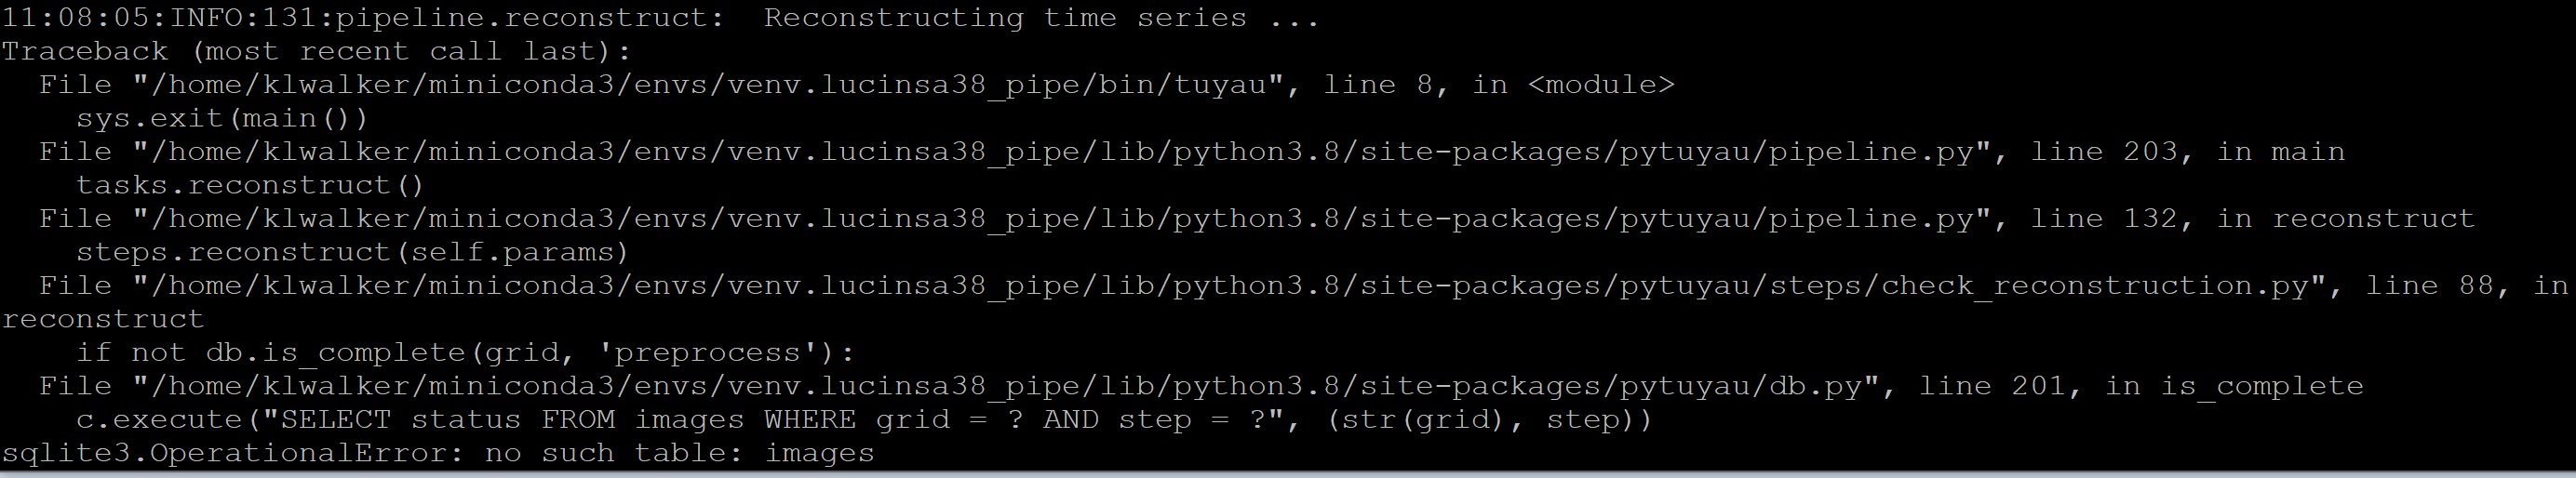 11:08:05:INFO:131:pipeline.reconstruct:  Reconstructing time series ...
Traceback (most recent call last):
  File "/home/klwalker/miniconda3/envs/venv.lucinsa38_pipe/bin/tuyau", line 8, in <module>
    sys.exit(main())
  File "/home/klwalker/miniconda3/envs/venv.lucinsa38_pipe/lib/python3.8/site-packages/pytuyau/pipeline.py", line 203, in main
    tasks.reconstruct()
  File "/home/klwalker/miniconda3/envs/venv.lucinsa38_pipe/lib/python3.8/site-packages/pytuyau/pipeline.py", line 132, in reconstruct
    steps.reconstruct(self.params)
  File "/home/klwalker/miniconda3/envs/venv.lucinsa38_pipe/lib/python3.8/site-packages/pytuyau/steps/check_reconstruction.py", line 88, in
reconstruct
    if not db.is_complete(grid, 'preprocess'):
  File "/home/klwalker/miniconda3/envs/venv.lucinsa38_pipe/lib/python3.8/site-packages/pytuyau/db.py", line 201, in is_complete
    c.execute("SELECT status FROM images WHERE grid = ? AND step = ?", (str(grid), step))
sqlite3.OperationalError: no such table: images